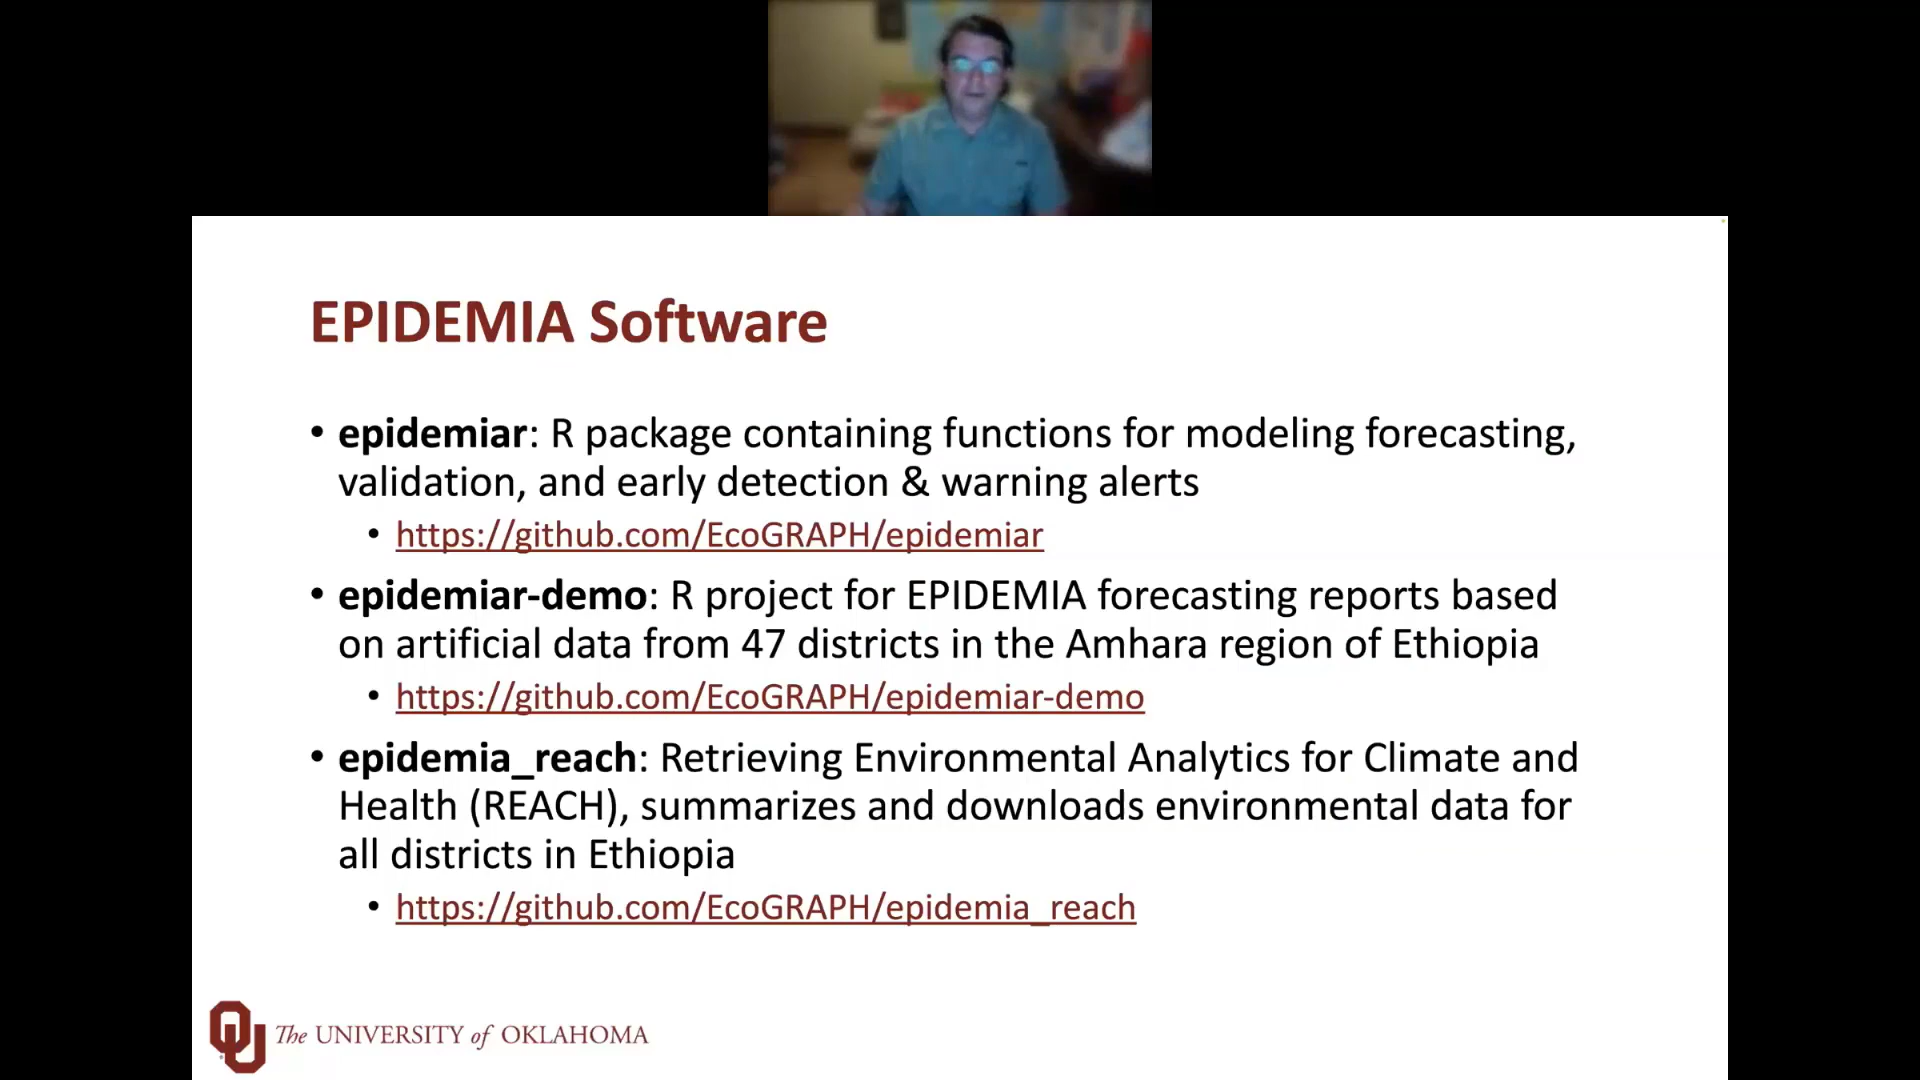 EPIDEMIA Software
• epidemiar: R package containing functions for modeling forecasting,
validation, and early detection & warning alerts
• https://github.com/EcoGRAPH/epidemiar
• epidemiar-demo: R project for EPIDEMIA forecasting reports based
on artificial data from 47 districts in the Amhara region of Ethiopia
• https://github.com/EcoGRAPH/epidemiar-demo
• epidemia_reach: Retrieving Environmental Analytics for Climate and
Health (REACH), summarizes and downloads environmental data for
all districts in Ethiopia
• https://github.com/EcoGRAPH/epidemia_reach
OU The UNIVERSITY of OKLAHOMA